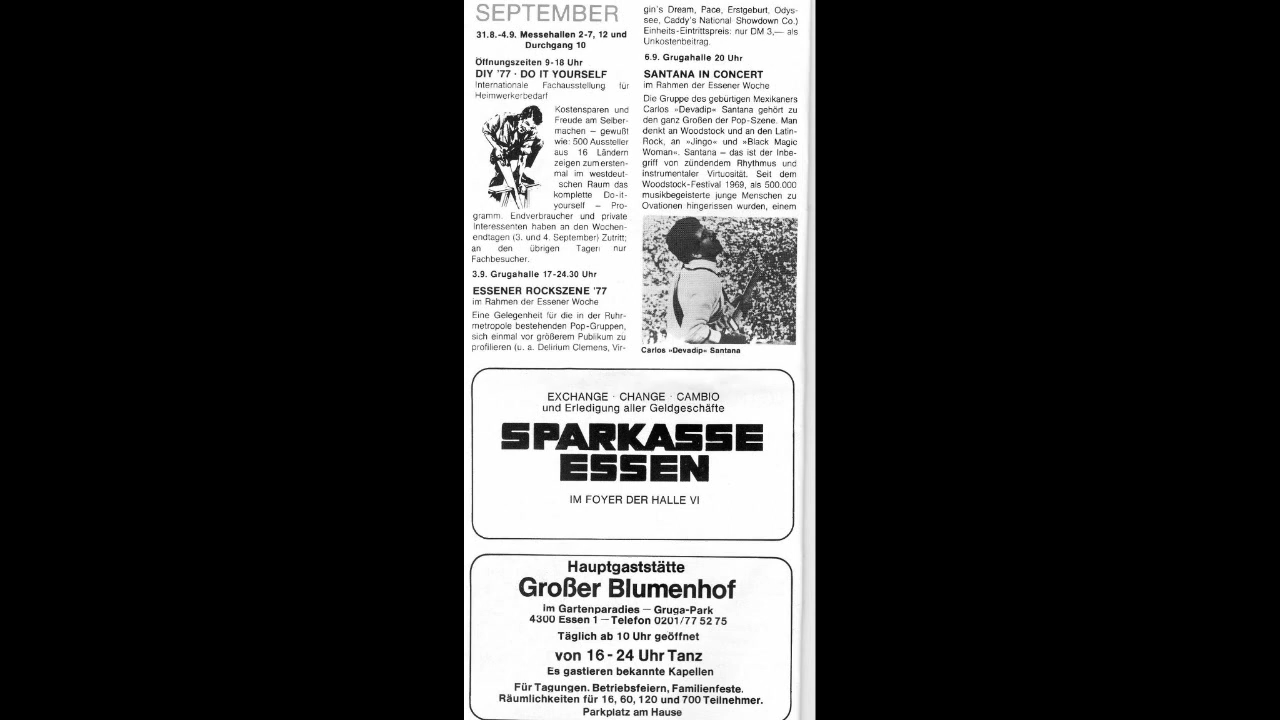 SEPTEMBER
31.8.-4.9. Messehallen 2-7, 12 und
Durchgang 10
Öffnungszeiten 9-18 Uhr
DIY '77 · DO IT YOURSELF
Internationale Fachausstellung für
Heimwerkerbedarf
Kostensparen und
Freude am Selber-
machen – gewußt
wie: 500 Aussteller
aus 16 Ländern
zeigen zum ersten-
mal im westdeut-
schen Raum das
komplette Do-it-
yourself – Pro-
gramm. Endverbraucher und private
Interessenten haben an den Wochen-
endtagen (3. und 4. September) Zutritt;
an den übrigen Tagen nur
Fachbesucher.
3.9. Grugahalle 17-24.30 Uhr
ESSENER ROCKSZENE '77
im Rahmen der Essener Woche
Eine Gelegenheit für die in der Ruhr-
metropole bestehenden Pop-Gruppen,
sich einmal vor größerem Publikum zu
profilieren (u. a. Delirium Clemens, Vir-
gin's Dream, Pace, Erstgeburt, Odys-
see, Caddy's National Showdown Co.)
Einheits-Eintrittspreis: nur DM 3,— als
Unkostenbeitrag.
6.9. Grugahalle 20 Uhr
SANTANA IN CONCERT
im Rahmen der Essener Woche
Die Gruppe des gebürtigen Mexikaners
Carlos »Devadip« Santana gehört zu
den ganz Großen der Pop-Szene. Man
denkt an Woodstock und an den Latin-
Rock, an »Jingo« und »Black Magic
Woman«. Santana – das ist der Inbe-
griff von zündendem Rhythmus und
instrumentaler Virtuosität. Seit dem
Woodstock-Festival 1969, als 500.000
musikbegeisterte junge Menschen zu
Ovationen hingerissen wurden, einem
Carlos »Devadip« Santana
EXCHANGE · CHANGE · CAMBIO
und Erledigung aller Geldgeschäfte
SPARKASSE
ESSEN
IM FOYER DER HALLE VI
Hauptgaststätte
Großer Blumenhof
im Gartenparadies – Gruga-Park
4300 Essen 1 – Telefon 0201/77 52 75
Täglich ab 10 Uhr geöffnet
von 16 - 24 Uhr Tanz
Es gastieren bekannte Kapellen
Für Tagungen, Betriebsfeiern, Familienfeste.
Räumlichkeiten für 16, 60, 120 und 700 Teilnehmer.
Parkplatz am Hause